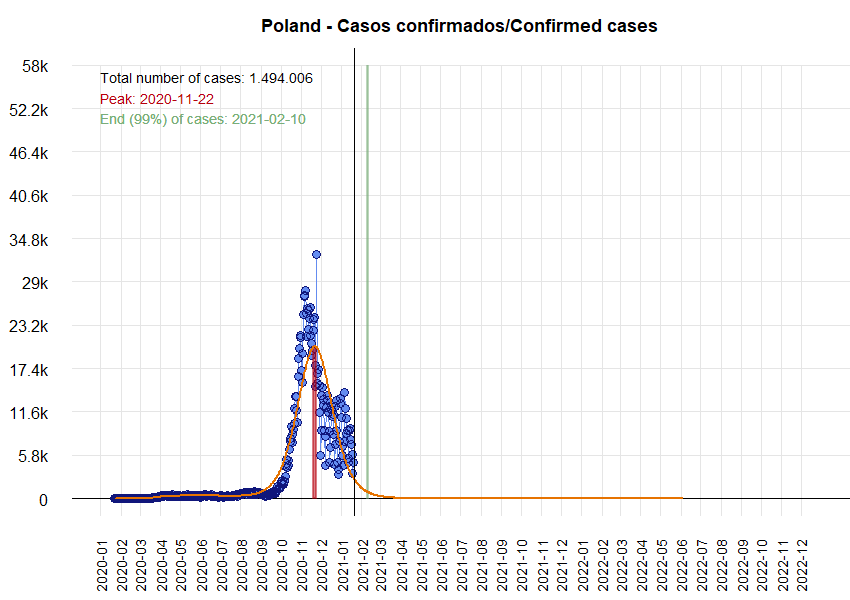 Poland - Casos confirmados/Confirmed cases
58k
Total number of cases: 1.494.006
Peak: 2020-11-22
End (99%) of cases: 2021-02-10
52.2k
46.4k
40.6k
34.8k
29k
23.2k
17.4k
11.6k
5.8k
0
2020-01
2020-02
2020-03
2020-04
2020-05
2020-06
2020-07
2020-08
2020-09
2020-10
2020-11
2020-12
2021-01
2021-02
2021-03
2021-04
2021-05
2021-06
2021-07
2021-08
2021-09
2021-10
2021-11
2021-12
2022-01
2022-02
2022-03
2022-04
2022-05
2022-06
2022-07
2022-08
2022-09
2022-10
2022-11
2022-12